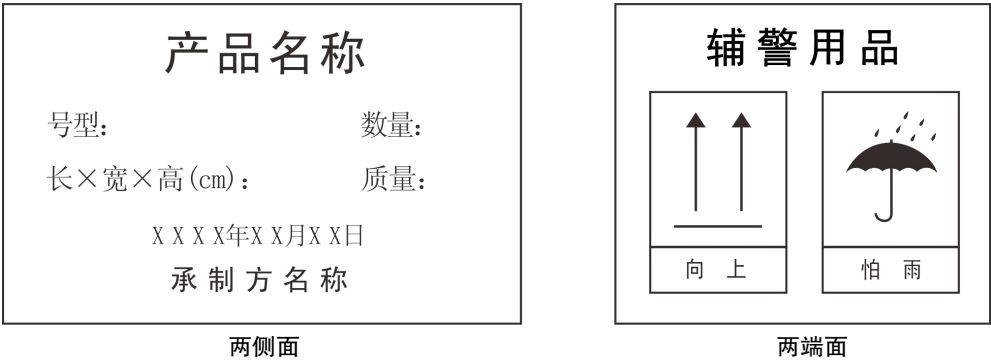 产品名称
号型： 数量：
长×宽×高(cm)： 质量：
XXXX年XX月XX日
承制方名称
两侧面
辅警用品
向上 怕雨
两端面